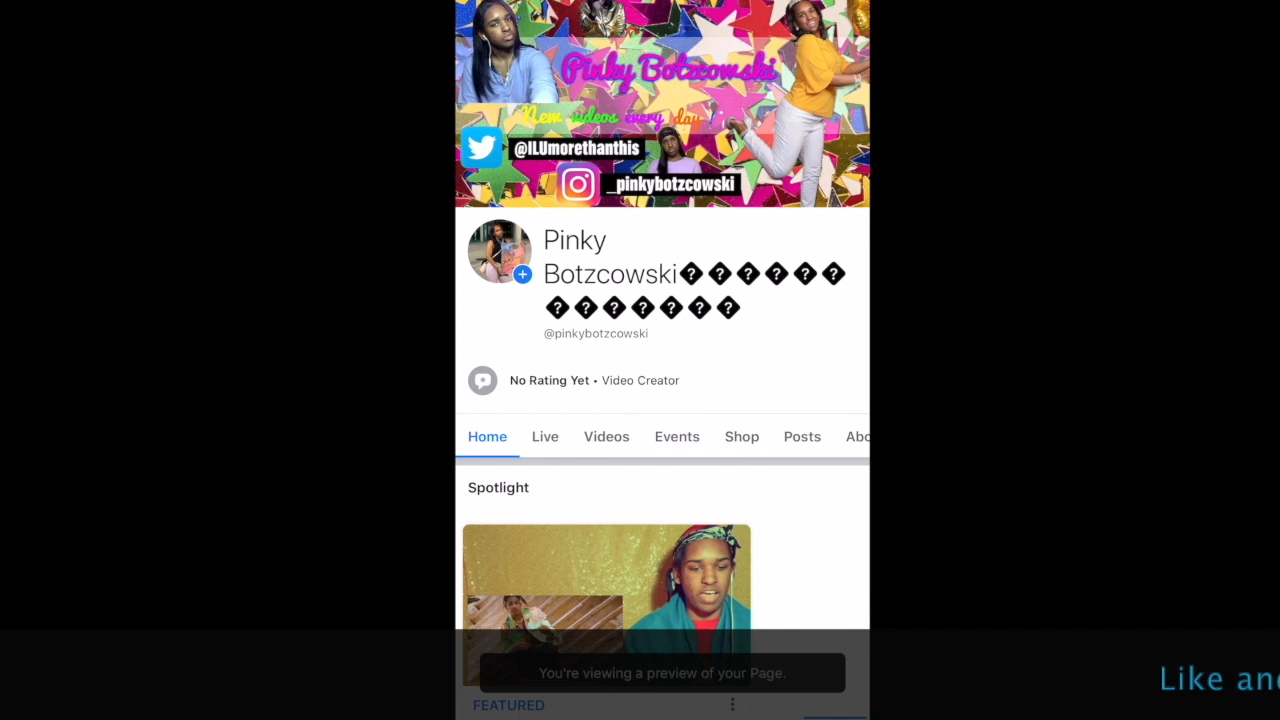 Pinky Botzcowski
New videos every day
@ILUmorethanthis
_pinkybotzcowski
Pinky
Botzcowski������
�������
@pinkybotzcowski
No Rating Yet • Video Creator
Home Live Videos Events Shop Posts Abo
Spotlight
You're viewing a preview of your Page.
Like and
FEATURED